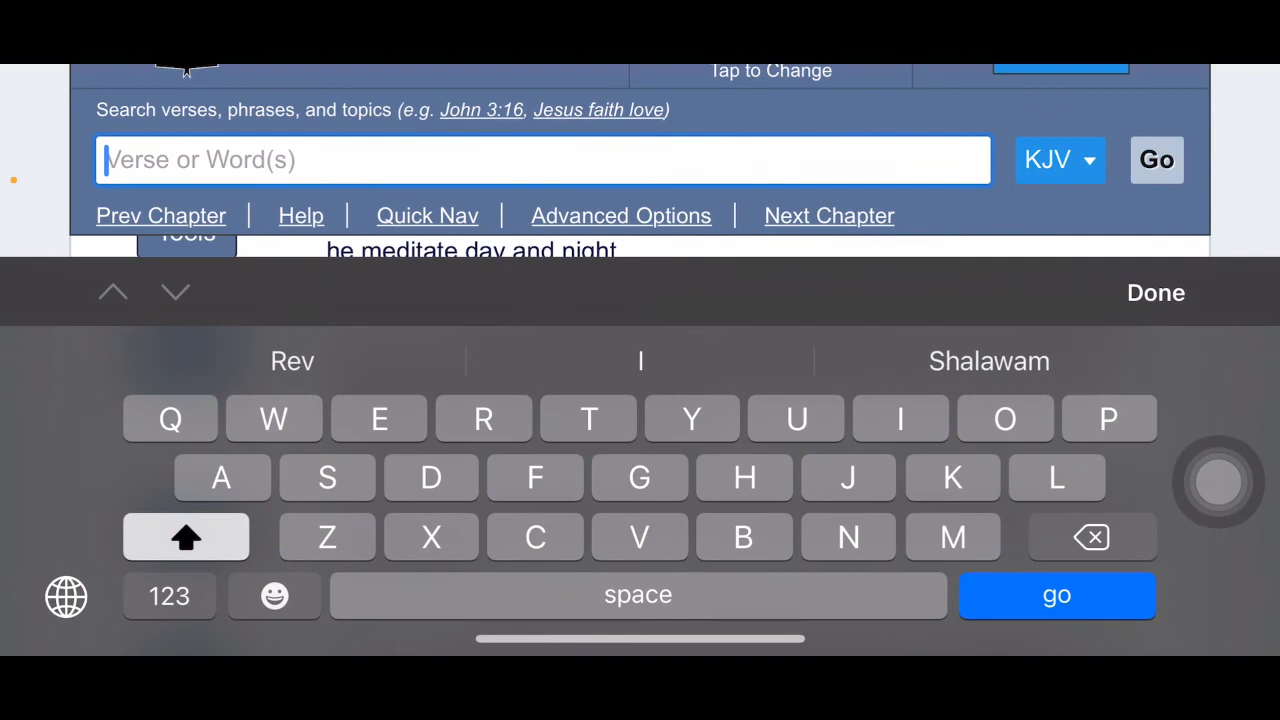 Tap to Change
Search verses, phrases, and topics (e.g. John 3:16, Jesus faith love)
Verse or Word(s)
KJV
Go
Prev Chapter | Help | Quick Nav | Advanced Options | Next Chapter
Tools
he meditate day and night
Done
Rev I Shalawam
Q W E R T Y U I O P
A S D F G H J K L
Z X C V B N M
123 space go